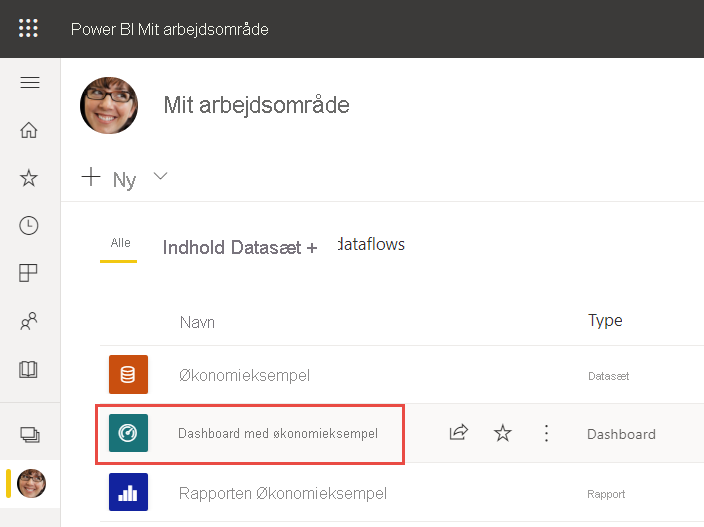 Power BI Mit arbejdsområde
Mit arbejdsområde
Ny
Alle Indhold Datasæt + dataflows
Navn Type
Økonomieksempel Datasæt
Dashboard med økonomieksempel Dashboard
Rapporten Økonomieksempel Rapport